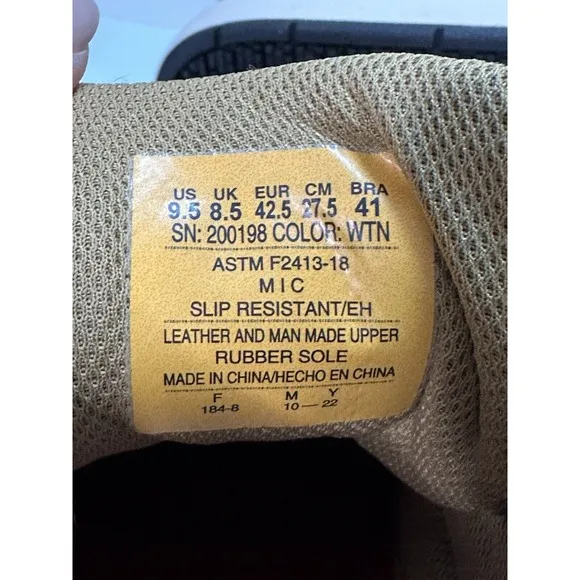 US UK EUR CM BRA
9.5 8.5 42.5 27.5 41
SN: 200198 COLOR: WTN
ASTM F2413-18
M I C
SLIP RESISTANT/EH
LEATHER AND MAN MADE UPPER
RUBBER SOLE
MADE IN CHINA/HECHO EN CHINA
F M Y
184-8 10—22